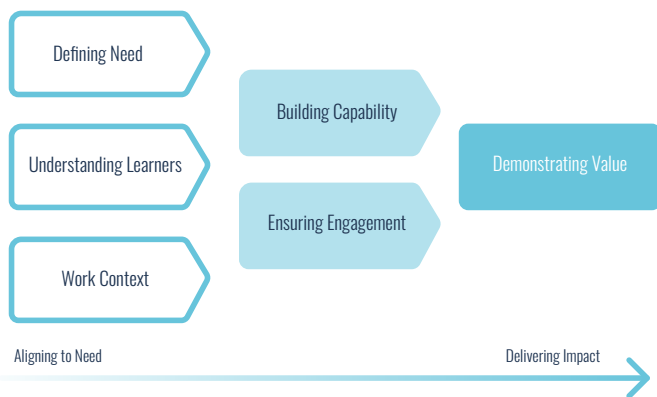 Defining Need
Understanding Learners
Work Context
Building Capability
Ensuring Engagement
Demonstrating Value
Aligning to Need
Delivering Impact